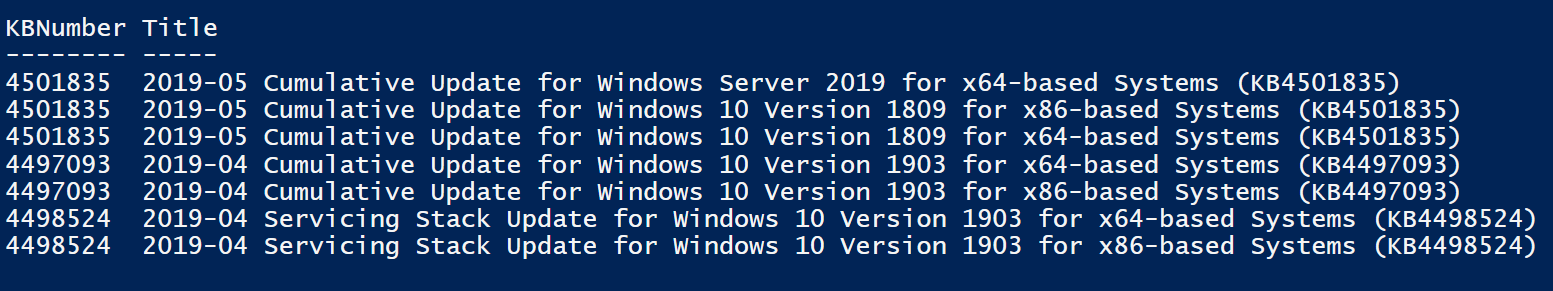 KBNumber Title
-------- -----
4501835  2019-05 Cumulative Update for Windows Server 2019 for x64-based Systems (KB4501835)
4501835  2019-05 Cumulative Update for Windows 10 Version 1809 for x86-based Systems (KB4501835)
4501835  2019-05 Cumulative Update for Windows 10 Version 1809 for x64-based Systems (KB4501835)
4497093  2019-04 Cumulative Update for Windows 10 Version 1903 for x64-based Systems (KB4497093)
4497093  2019-04 Cumulative Update for Windows 10 Version 1903 for x86-based Systems (KB4497093)
4498524  2019-04 Servicing Stack Update for Windows 10 Version 1903 for x64-based Systems (KB4498524)
4498524  2019-04 Servicing Stack Update for Windows 10 Version 1903 for x86-based Systems (KB4498524)